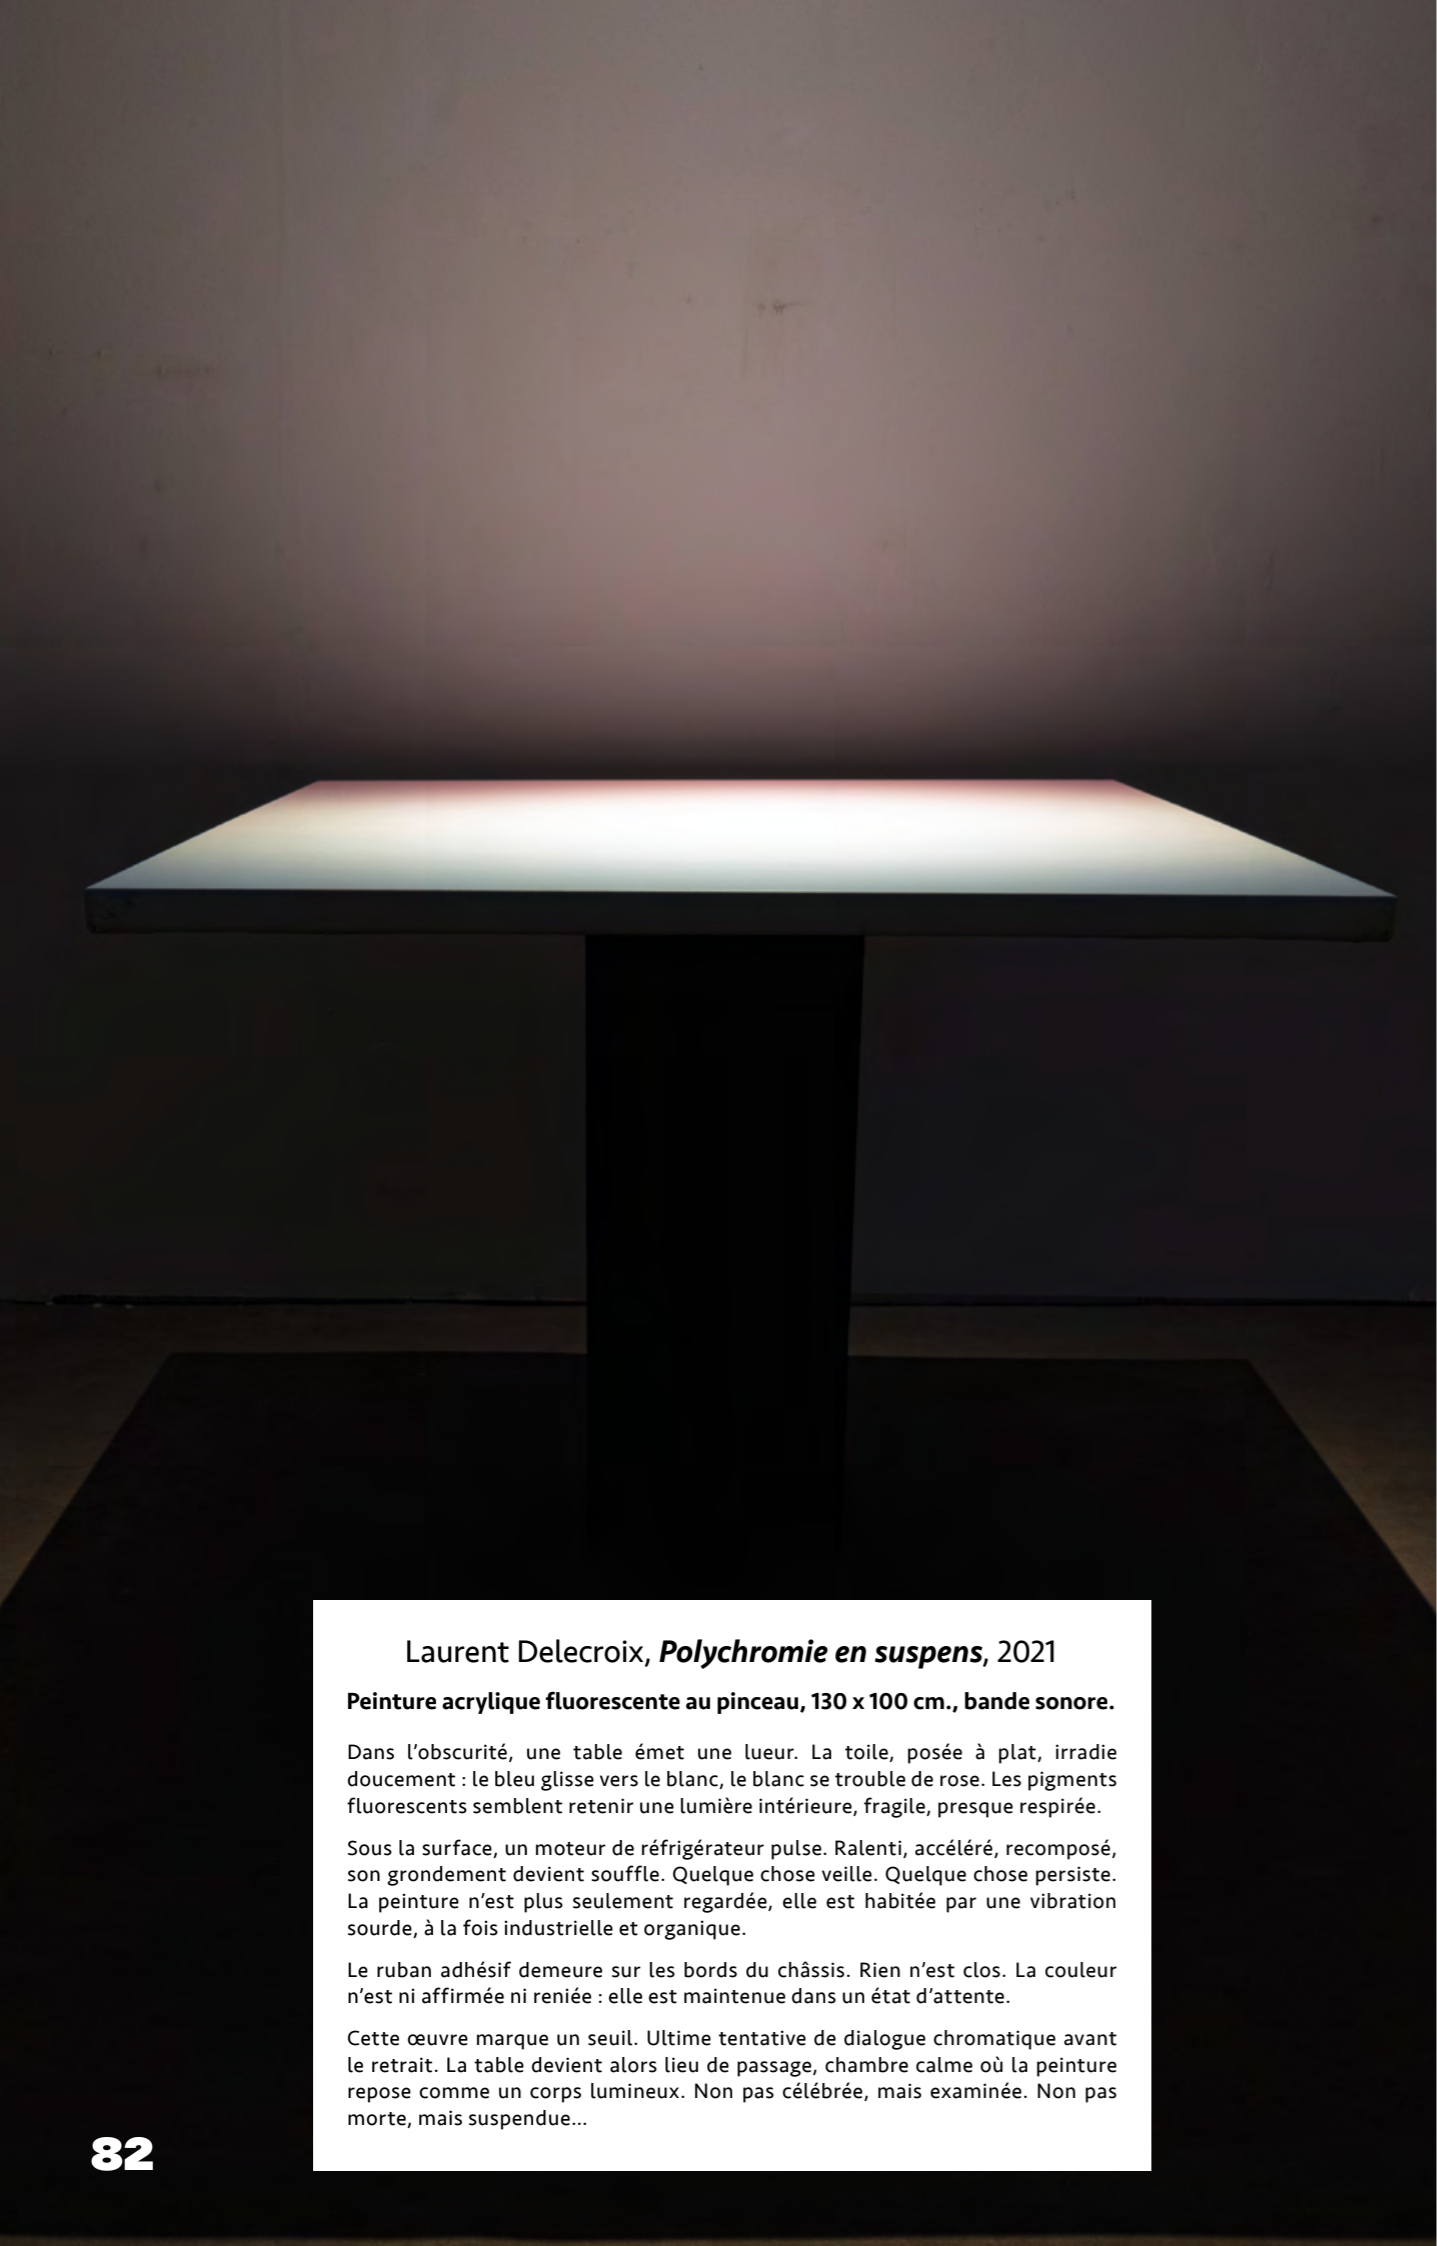 Laurent Delecroix, Polychromie en suspens, 2021
Peinture acrylique fluorescente au pinceau, 130 x 100 cm., bande sonore.
Dans l’obscurité, une table émet une lueur. La toile, posée à plat, irradie
doucement : le bleu glisse vers le blanc, le blanc se trouble de rose. Les pigments
fluorescents semblent retenir une lumière intérieure, fragile, presque respirée.
Sous la surface, un moteur de réfrigérateur pulse. Ralenti, accéléré, recomposé,
son grondement devient souffle. Quelque chose veille. Quelque chose persiste.
La peinture n’est plus seulement regardée, elle est habitée par une vibration
sourde, à la fois industrielle et organique.
Le ruban adhésif demeure sur les bords du châssis. Rien n’est clos. La couleur
n’est ni affirmée ni reniée : elle est maintenue dans un état d’attente.
Cette œuvre marque un seuil. Ultime tentative de dialogue chromatique avant
le retrait. La table devient alors lieu de passage, chambre calme où la peinture
repose comme un corps lumineux. Non pas célébrée, mais examinée. Non pas
morte, mais suspendue...
82